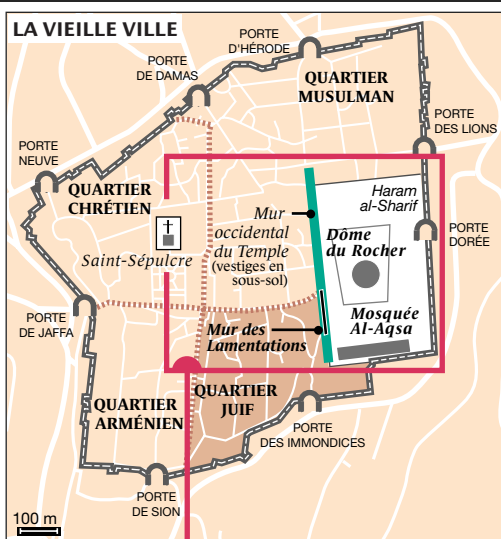 LA VIEILLE VILLE
PORTE
D'HÉRODE
PORTE
DE DAMAS
QUARTIER
MUSULMAN
PORTE
DES LIONS
PORTE
NEUVE
QUARTIER
CHRÉTIEN
Haram
al-Sharif
Mur
occidental
du Temple
(vestiges en
sous-sol)
Dôme
du Rocher
PORTE
DORÉE
Saint-Sépulcre
Mosquée
Al-Aqsa
PORTE
DE JAFFA
Mur des
Lamentations
QUARTIER
ARMÉNIEN
QUARTIER
JUIF
PORTE
DES IMMONDICES
PORTE
DE SION
100 m